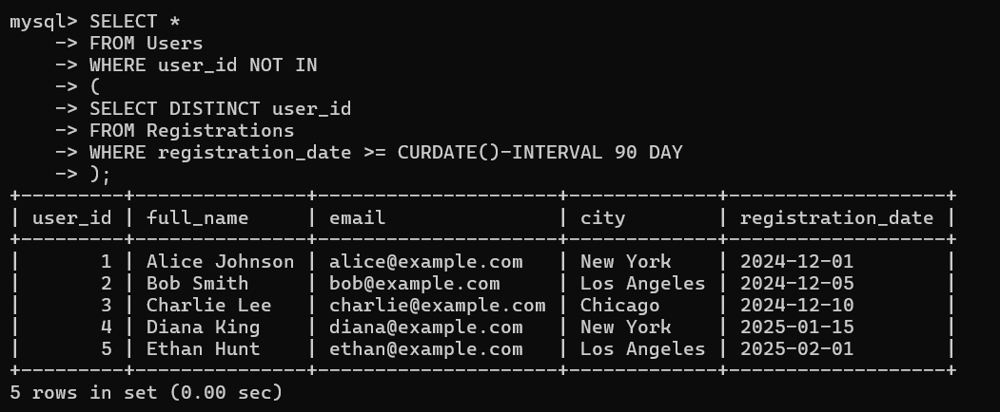 mysql> SELECT *
    -> FROM Users
    -> WHERE user_id NOT IN
    -> (
    -> SELECT DISTINCT user_id
    -> FROM Registrations
    -> WHERE registration_date >= CURDATE()-INTERVAL 90 DAY
    -> );
+---------+---------------+---------------------+-------------+-------------------+
| user_id | full_name     | email               | city        | registration_date |
+---------+---------------+---------------------+-------------+-------------------+
|       1 | Alice Johnson | alice@example.com   | New York    | 2024-12-01        |
|       2 | Bob Smith     | bob@example.com     | Los Angeles | 2024-12-05        |
|       3 | Charlie Lee   | charlie@example.com | Chicago     | 2024-12-10        |
|       4 | Diana King    | diana@example.com   | New York    | 2025-01-15        |
|       5 | Ethan Hunt    | ethan@example.com   | Los Angeles | 2025-02-01        |
+---------+---------------+---------------------+-------------+-------------------+
5 rows in set (0.00 sec)